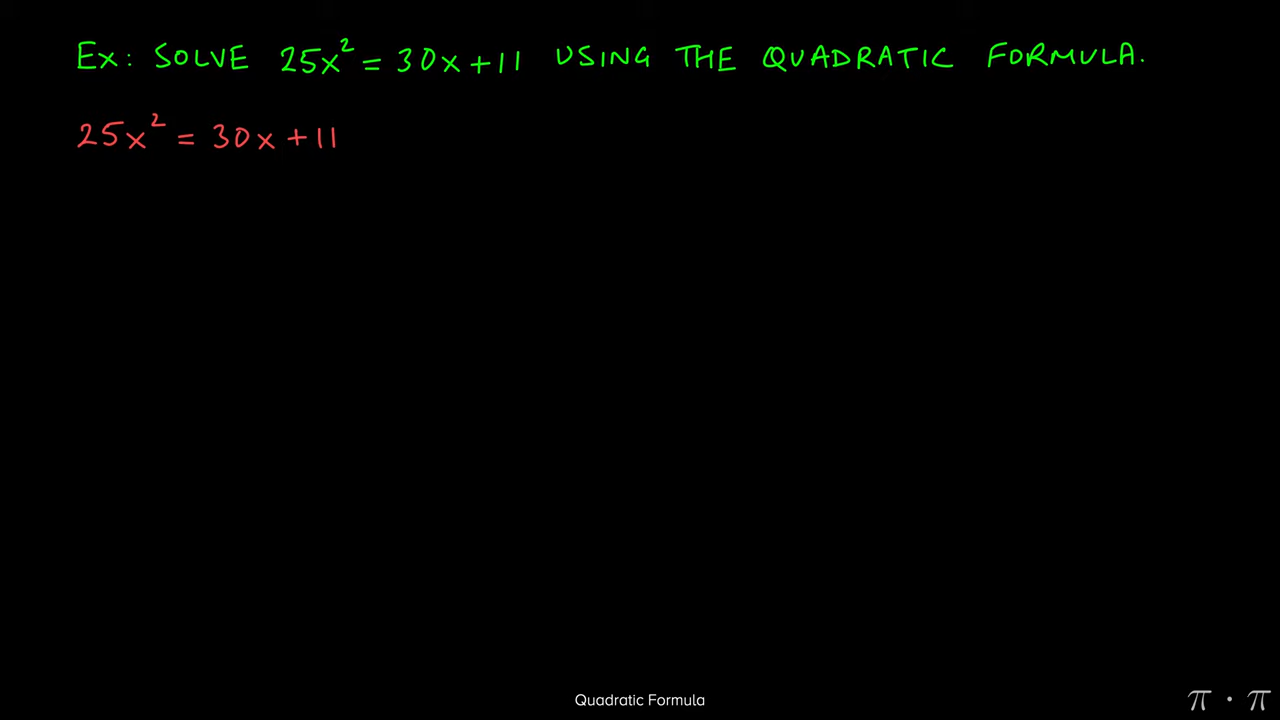 Ex: SOLVE 25x² = 30x + 11 USING THE QUADRATIC FORMULA.
25x² = 30x + 11
Quadratic Formula
π · π